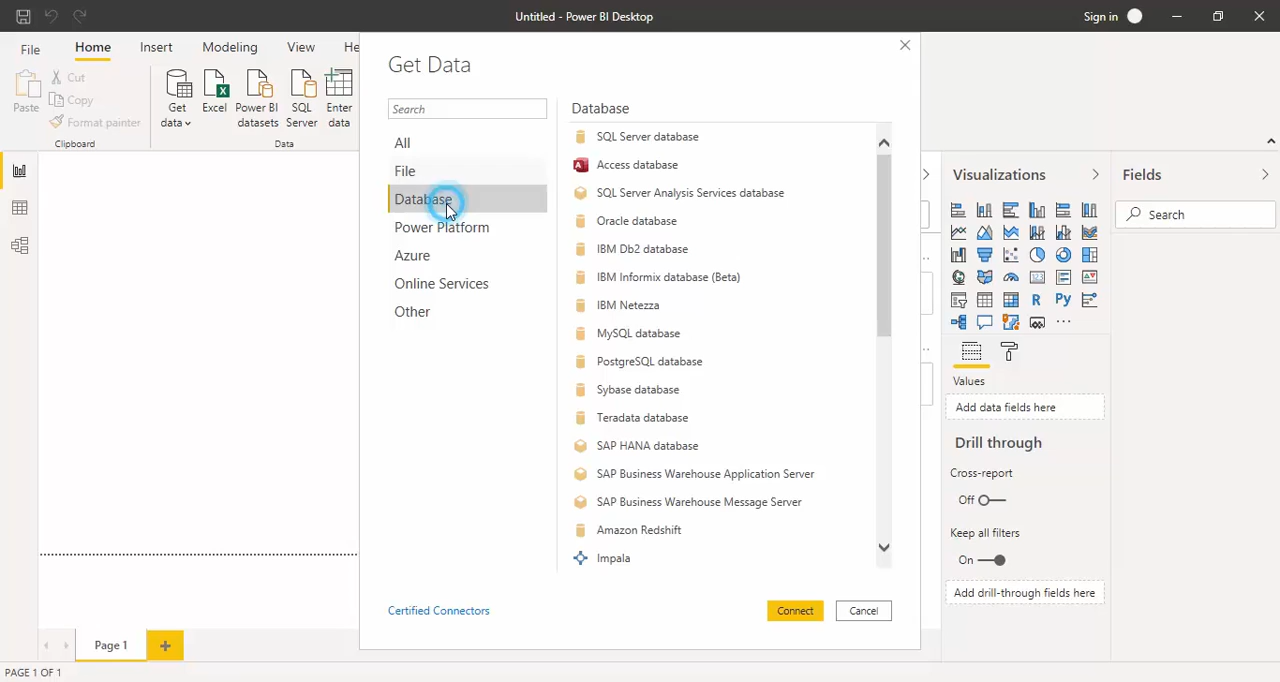 Untitled - Power BI Desktop
Sign in
File
Home
Insert
Modeling
View
He
Paste
Cut
Copy
Format painter
Clipboard
Get data
Excel
Power BI datasets
SQL Server
Enter data
Data
Get Data
Search
All
File
Database
Power Platform
Azure
Online Services
Other
Database
SQL Server database
Access database
SQL Server Analysis Services database
Oracle database
IBM Db2 database
IBM Informix database (Beta)
IBM Netezza
MySQL database
PostgreSQL database
Sybase database
Teradata database
SAP HANA database
SAP Business Warehouse Application Server
SAP Business Warehouse Message Server
Amazon Redshift
Impala
Certified Connectors
Connect
Cancel
Visualizations
R
Py
Values
Add data fields here
Drill through
Cross-report
Off
Keep all filters
On
Add drill-through fields here
Fields
Search
Page 1
PAGE 1 OF 1